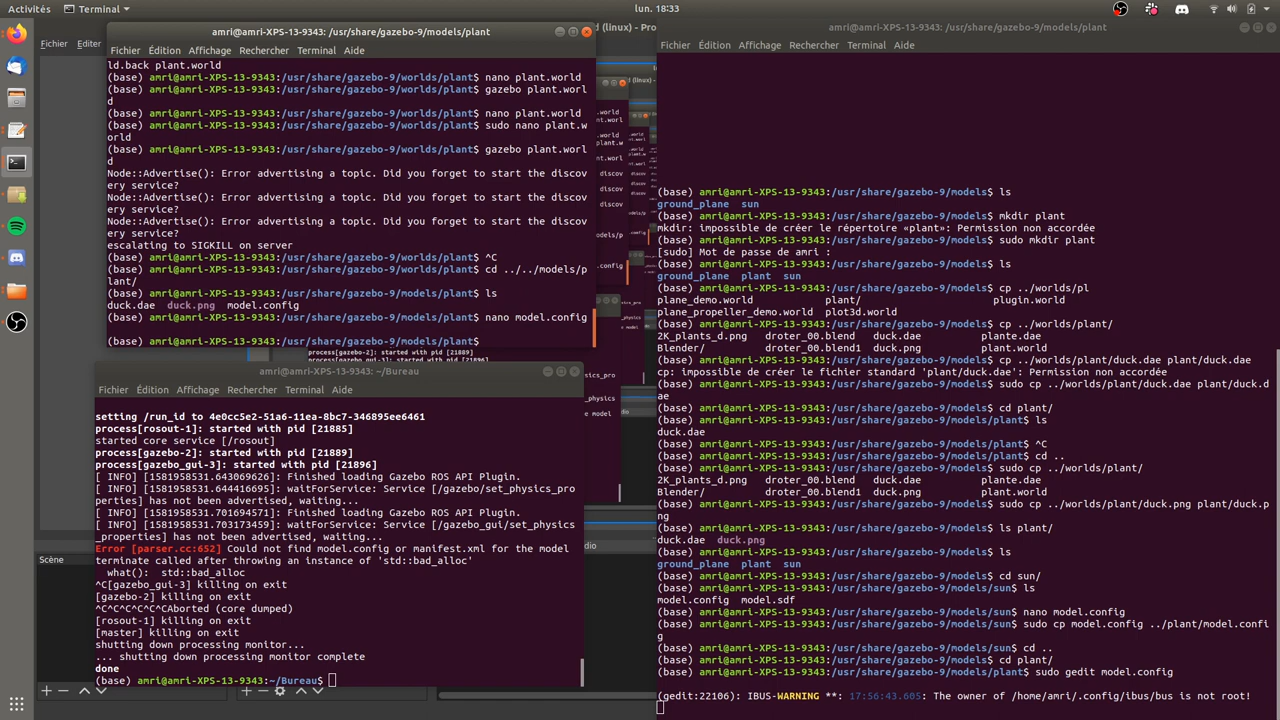 Activités
Terminal
lun. 18:33
amri@amri-XPS-13-9343: /usr/share/gazebo-9/models/plant
Fichier Édition Affichage Rechercher Terminal Aide
ld.back plant.world
(base) amri@amri-XPS-13-9343:/usr/share/gazebo-9/worlds/plant$ nano plant.world
(base) amri@amri-XPS-13-9343:/usr/share/gazebo-9/worlds/plant$ gazebo plant.worl
d
(base) amri@amri-XPS-13-9343:/usr/share/gazebo-9/worlds/plant$ nano plant.world
(base) amri@amri-XPS-13-9343:/usr/share/gazebo-9/worlds/plant$ sudo nano plant.w
orld
(base) amri@amri-XPS-13-9343:/usr/share/gazebo-9/worlds/plant$ gazebo plant.worl
d
Node::Advertise(): Error advertising a topic. Did you forget to start the discov
ery service?
Node::Advertise(): Error advertising a topic. Did you forget to start the discov
ery service?
Node::Advertise(): Error advertising a topic. Did you forget to start the discov
ery service?
escalating to SIGKILL on server
(base) amri@amri-XPS-13-9343:/usr/share/gazebo-9/worlds/plant$ ^C
(base) amri@amri-XPS-13-9343:/usr/share/gazebo-9/worlds/plant$ cd ../../models/p
lant/
(base) amri@amri-XPS-13-9343:/usr/share/gazebo-9/models/plant$ ls
duck.dae duck.png model.config
(base) amri@amri-XPS-13-9343:/usr/share/gazebo-9/models/plant$ nano model.config
(base) amri@amri-XPS-13-9343:/usr/share/gazebo-9/models/plant$
Fichier Éditer
(linux) - Pro
process[gazebo-2]: started with pid [21889]
amri@amri-XPS-13-9343: ~/Bureau
Fichier Édition Affichage Rechercher Terminal Aide
setting /run_id to 4e0cc5e2-51a6-11ea-8bc7-346895ee6461
process[rosout-1]: started with pid [21885]
started core service [/rosout]
process[gazebo-2]: started with pid [21889]
process[gazebo_gui-3]: started with pid [21896]
[ INFO] [1581958531.643069626]: Finished loading Gazebo ROS API Plugin.
[ INFO] [1581958531.644016695]: waitForService: Service [/gazebo/set_physics_pro
perties] has not been advertised, waiting...
[ INFO] [1581958531.701694571]: Finished loading Gazebo ROS API Plugin.
[ INFO] [1581958531.703173459]: waitForService: Service [/gazebo_gui/set_physics
_properties] has not been advertised, waiting...
Error [parser.cc:652] Could not find model.config or manifest.xml for the model
terminate called after throwing an instance of 'std::bad_alloc'
what(): std::bad_alloc
^C[gazebo_gui-3] killing on exit
[gazebo-2] killing on exit
^C^C^C^C^C^CAborted (core dumped)
[rosout-1] killing on exit
[master] killing on exit
shutting down processing monitor...
... shutting down processing monitor complete
done
(base) amri@amri-XPS-13-9343:~/Bureau$
Scène
amri@amri-XPS-13-9343: /usr/share/gazebo-9/models/plant
Fichier Édition Affichage Rechercher Terminal Aide
(base) amri@amri-XPS-13-9343:/usr/share/gazebo-9/models$ ls
ground_plane sun
(base) amri@amri-XPS-13-9343:/usr/share/gazebo-9/models$ mkdir plant
mkdir: impossible de créer le répertoire «plant»: Permission non accordée
(base) amri@amri-XPS-13-9343:/usr/share/gazebo-9/models$ sudo mkdir plant
[sudo] Mot de passe de amri :
(base) amri@amri-XPS-13-9343:/usr/share/gazebo-9/models$ ls
ground_plane plant sun
(base) amri@amri-XPS-13-9343:/usr/share/gazebo-9/models$ cp ../worlds/pl
plane_demo.world plant/ plugin.world
plane_propeller_demo.world plot3d.world
(base) amri@amri-XPS-13-9343:/usr/share/gazebo-9/models$ cp ../worlds/plant/
2K_plants_d.png droter_00.blend duck.dae plante.dae
Blender/ droter_00.blend1 duck.png plant.world
(base) amri@amri-XPS-13-9343:/usr/share/gazebo-9/models$ cp ../worlds/plant/duck.dae plant/duck.dae
cp: impossible de créer le fichier standard 'plant/duck.dae': Permission non accordée
(base) amri@amri-XPS-13-9343:/usr/share/gazebo-9/models$ sudo cp ../worlds/plant/duck.dae plant/duck.d
ae
(base) amri@amri-XPS-13-9343:/usr/share/gazebo-9/models$ cd plant/
(base) amri@amri-XPS-13-9343:/usr/share/gazebo-9/models/plant$ ls
duck.dae
(base) amri@amri-XPS-13-9343:/usr/share/gazebo-9/models/plant$ ^C
(base) amri@amri-XPS-13-9343:/usr/share/gazebo-9/models/plant$ cd ..
(base) amri@amri-XPS-13-9343:/usr/share/gazebo-9/models$ sudo cp ../worlds/plant/
2K_plants_d.png droter_00.blend duck.dae plante.dae
Blender/ droter_00.blend1 duck.png plant.world
(base) amri@amri-XPS-13-9343:/usr/share/gazebo-9/models$ sudo cp ../worlds/plant/duck.png plant/duck.p
ng
(base) amri@amri-XPS-13-9343:/usr/share/gazebo-9/models$ ls plant/
duck.dae duck.png
(base) amri@amri-XPS-13-9343:/usr/share/gazebo-9/models$ ls
ground_plane plant sun
(base) amri@amri-XPS-13-9343:/usr/share/gazebo-9/models$ cd sun/
(base) amri@amri-XPS-13-9343:/usr/share/gazebo-9/models/sun$ ls
model.config model.sdf
(base) amri@amri-XPS-13-9343:/usr/share/gazebo-9/models/sun$ nano model.config
(base) amri@amri-XPS-13-9343:/usr/share/gazebo-9/models/sun$ sudo cp model.config ../plant/model.confi
g
(base) amri@amri-XPS-13-9343:/usr/share/gazebo-9/models/sun$ cd ..
(base) amri@amri-XPS-13-9343:/usr/share/gazebo-9/models$ cd plant/
(base) amri@amri-XPS-13-9343:/usr/share/gazebo-9/models/plant$ sudo gedit model.config
(gedit:22106): IBUS-WARNING **: 17:56:43.605: The owner of /home/amri/.config/ibus/bus is not root!